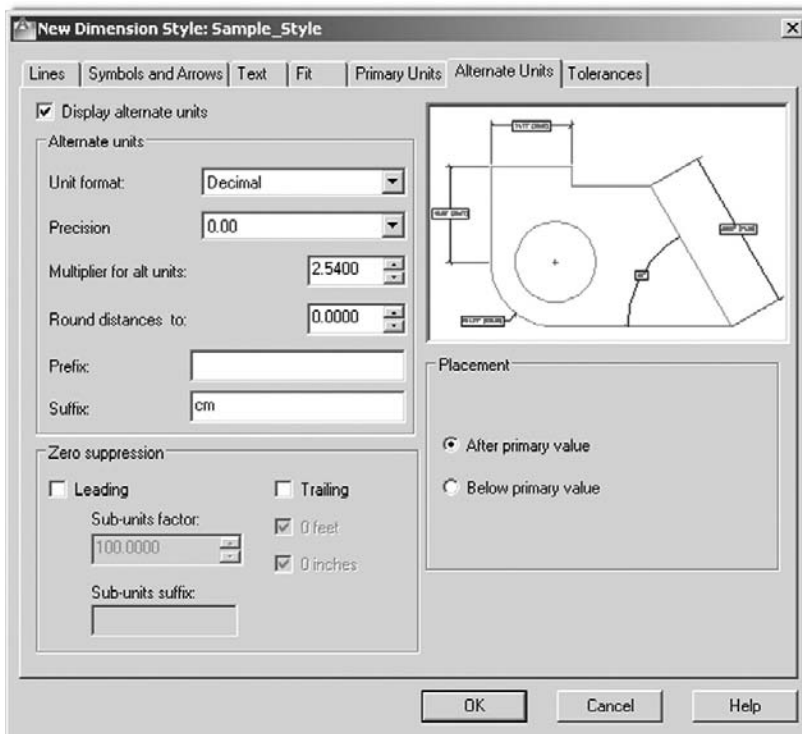 New Dimension Style: Sample_Style
Lines
Symbols and Arrows
Text
Fit
Primary Units
Alternate Units
Tolerances
Display alternate units
Alternate units
Unit format:
Decimal
Precision
0.00
Multiplier for alt units:
2.5400
Round distances to:
0.0000
Prefix:
Suffix:
cm
Zero suppression
Leading
Trailing
Sub-units factor:
0 feet
100.0000
0 inches
Sub-units suffix:
Placement
After primary value
Below primary value
OK
Cancel
Help